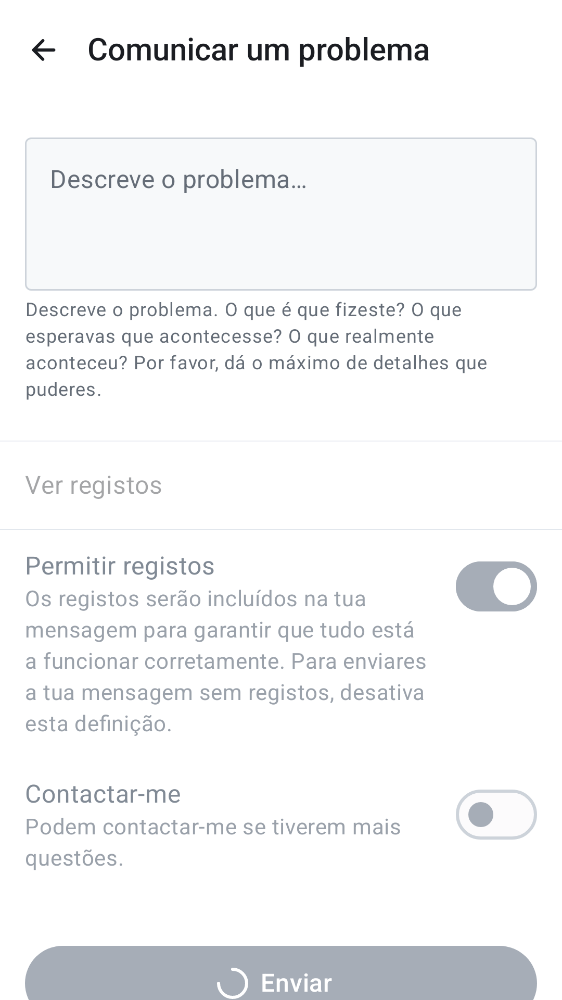 Comunicar um problema
Descreve o problema…
Descreve o problema. O que é que fizeste? O que
esperavas que acontecesse? O que realmente
aconteceu? Por favor, dá o máximo de detalhes que
puderes.
Ver registos
Permitir registos
Os registos serão incluídos na tua
mensagem para garantir que tudo está
a funcionar corretamente. Para enviares
a tua mensagem sem registos, desativa
esta definição.
Contactar-me
Podem contactar-me se tiverem mais
questões.
Enviar